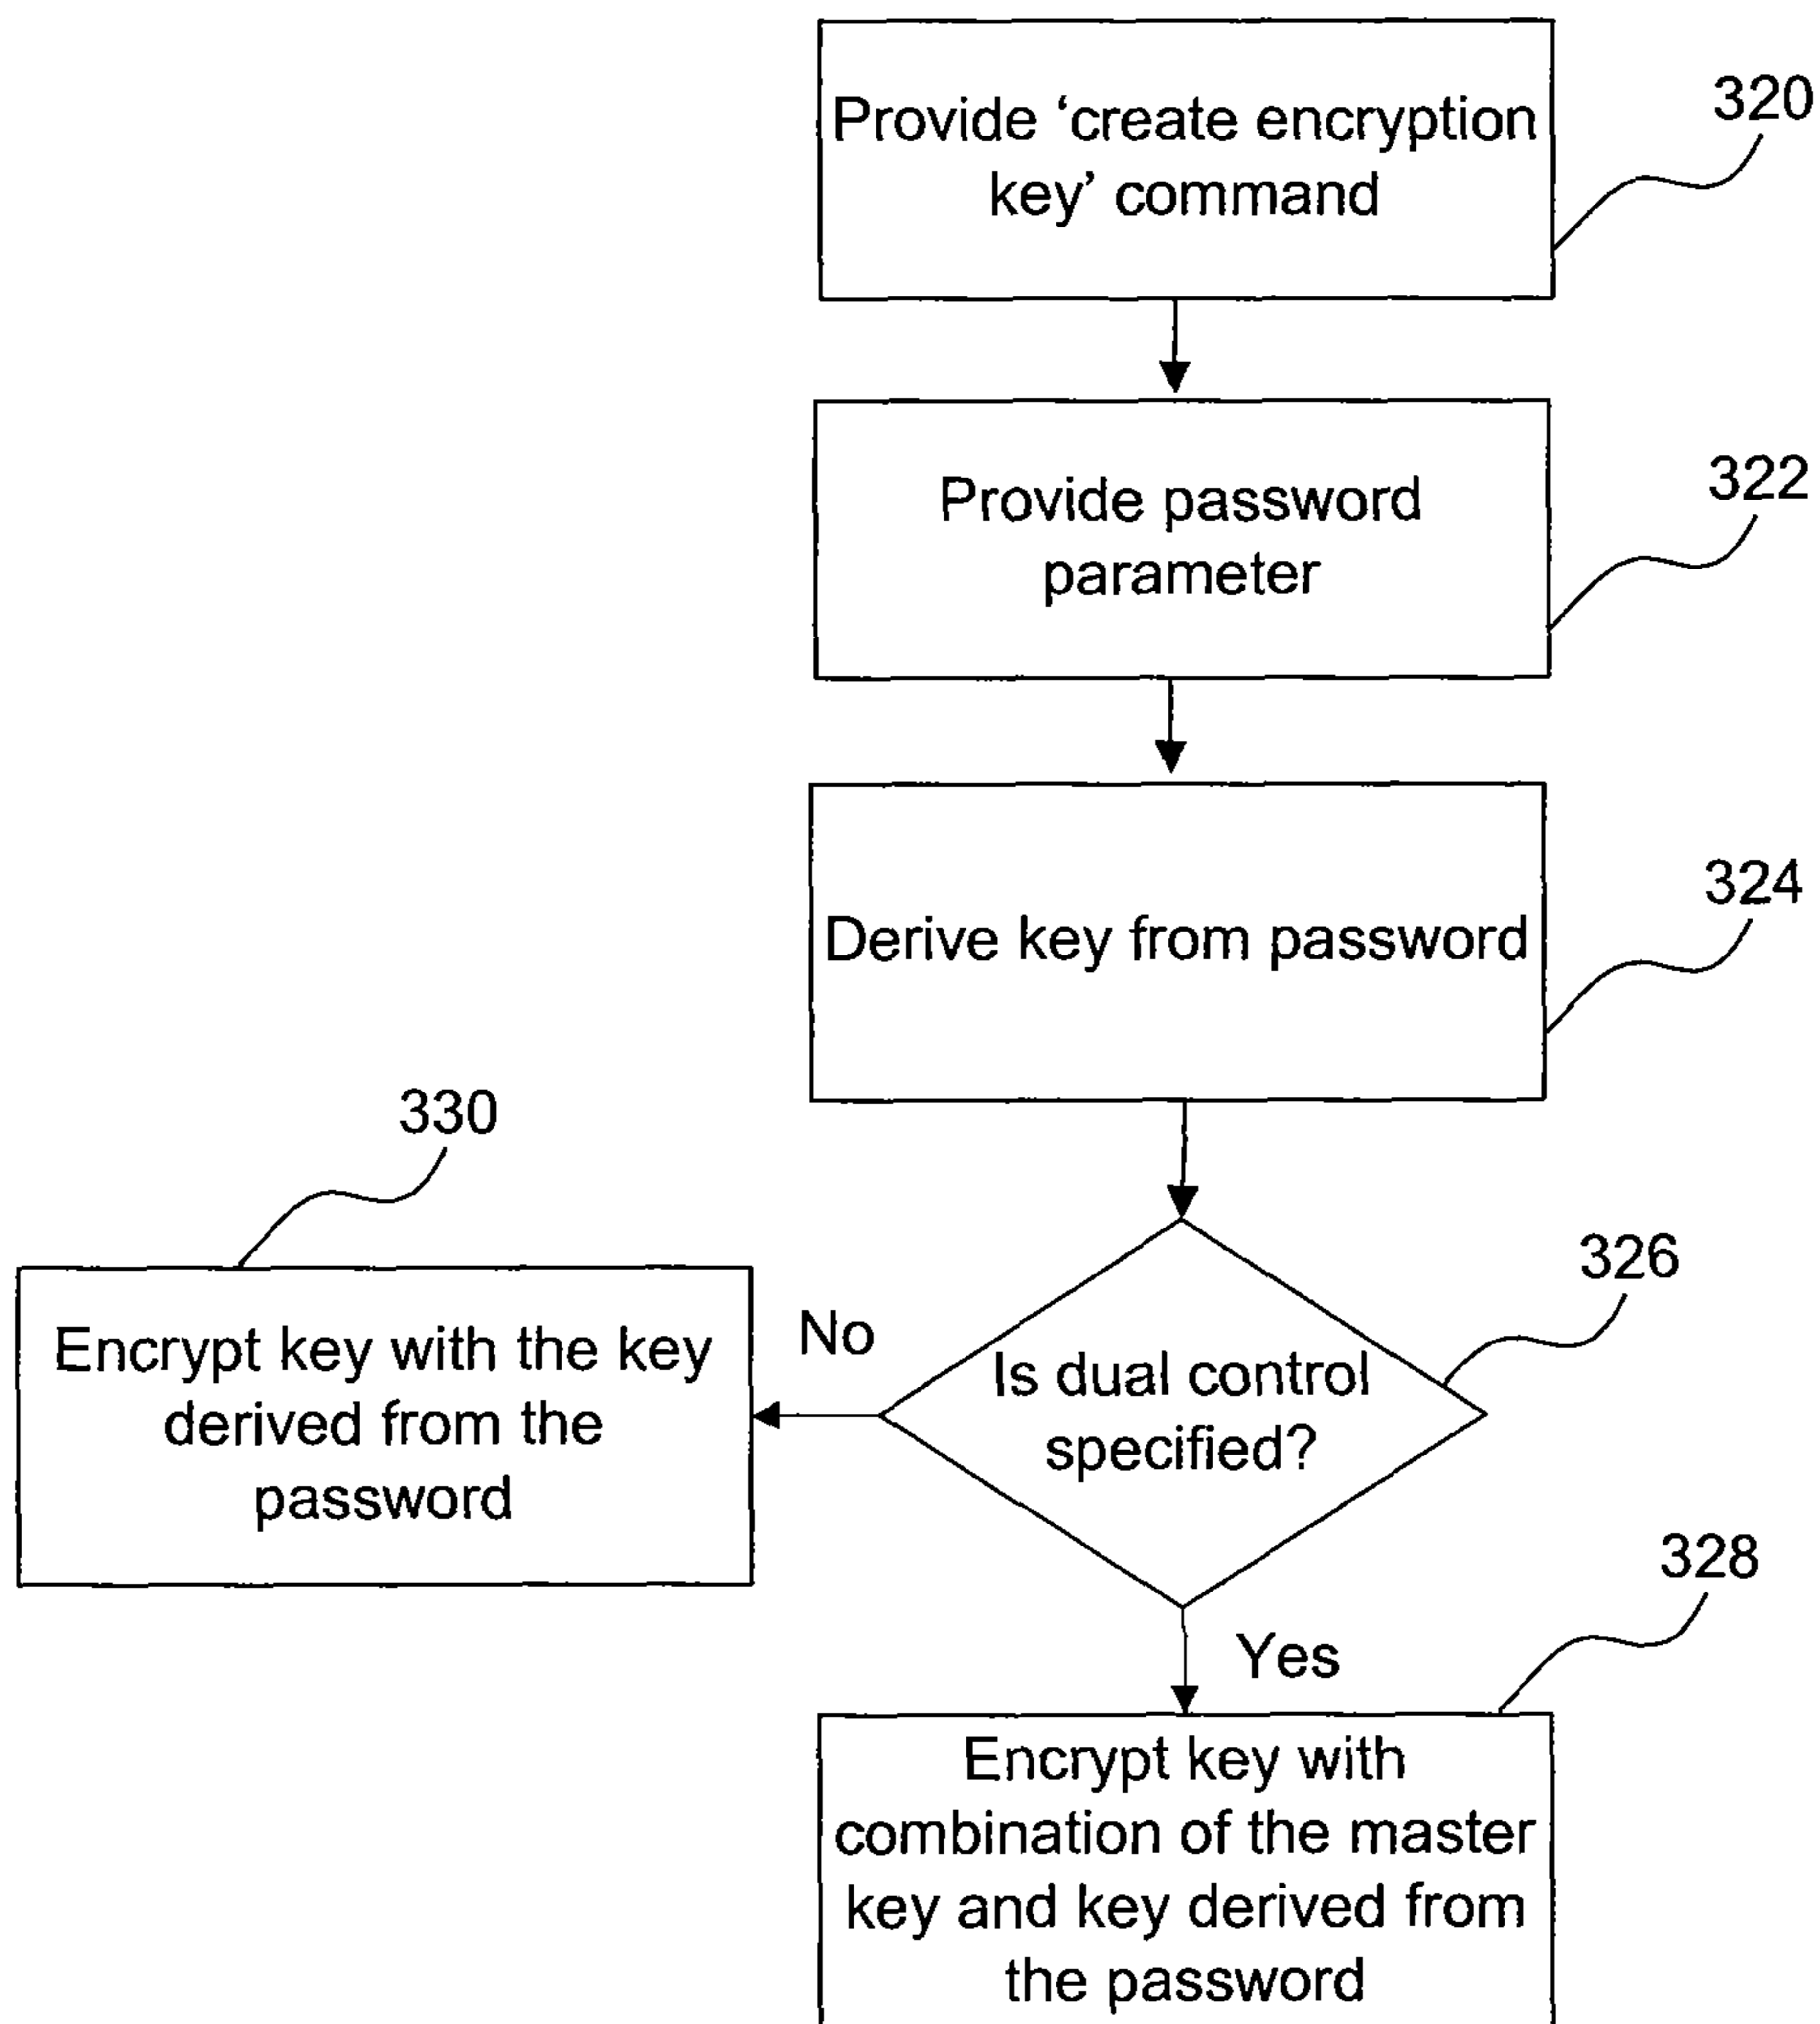 Provide ‘create encryption
key’ command
320
Provide password
parameter
322
Derive key from password
324
330
Encrypt key with the key
derived from the
password
No
Is dual control
specified?
326
Yes
328
Encrypt key with
combination of the master
key and key derived from
the password